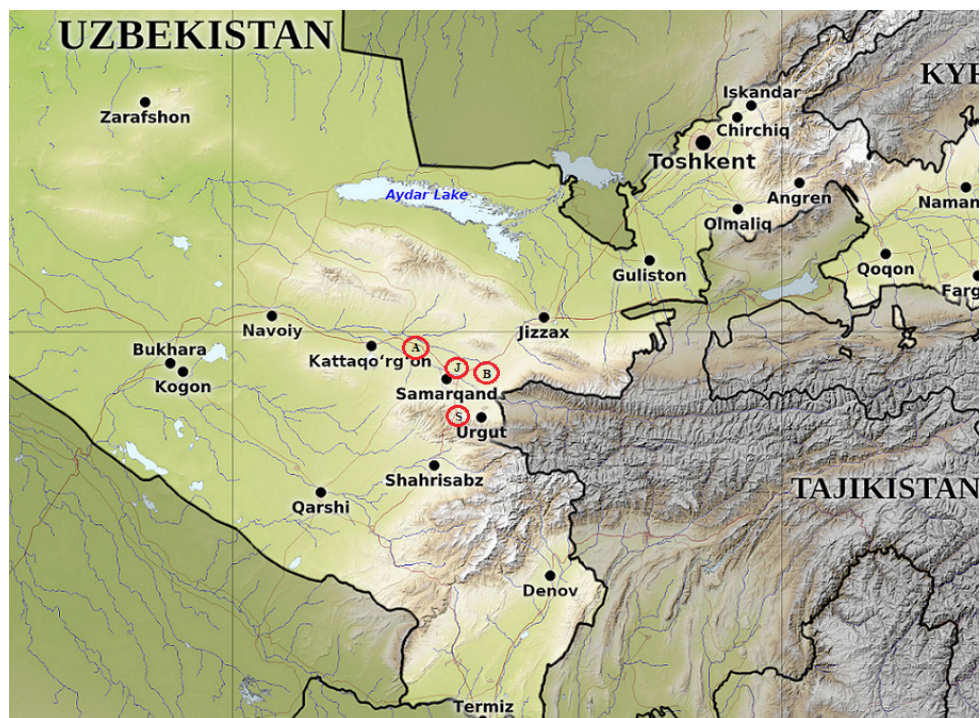 UZBEKISTAN
KYR
Iskandar
Zarafshon
Chirchiq
Toshkent
Angren
Aydar Lake
Naman
Olmaliq
Guliston
Qoqon
Farg
Navoiy
Jizzax
A
Bukhara
Kattaqo‘rg‘on
J
B
Kogon
Samarqand
S
Urgut
Shahrisabz
TAJIKISTAN
Qarshi
Denov
Termiz